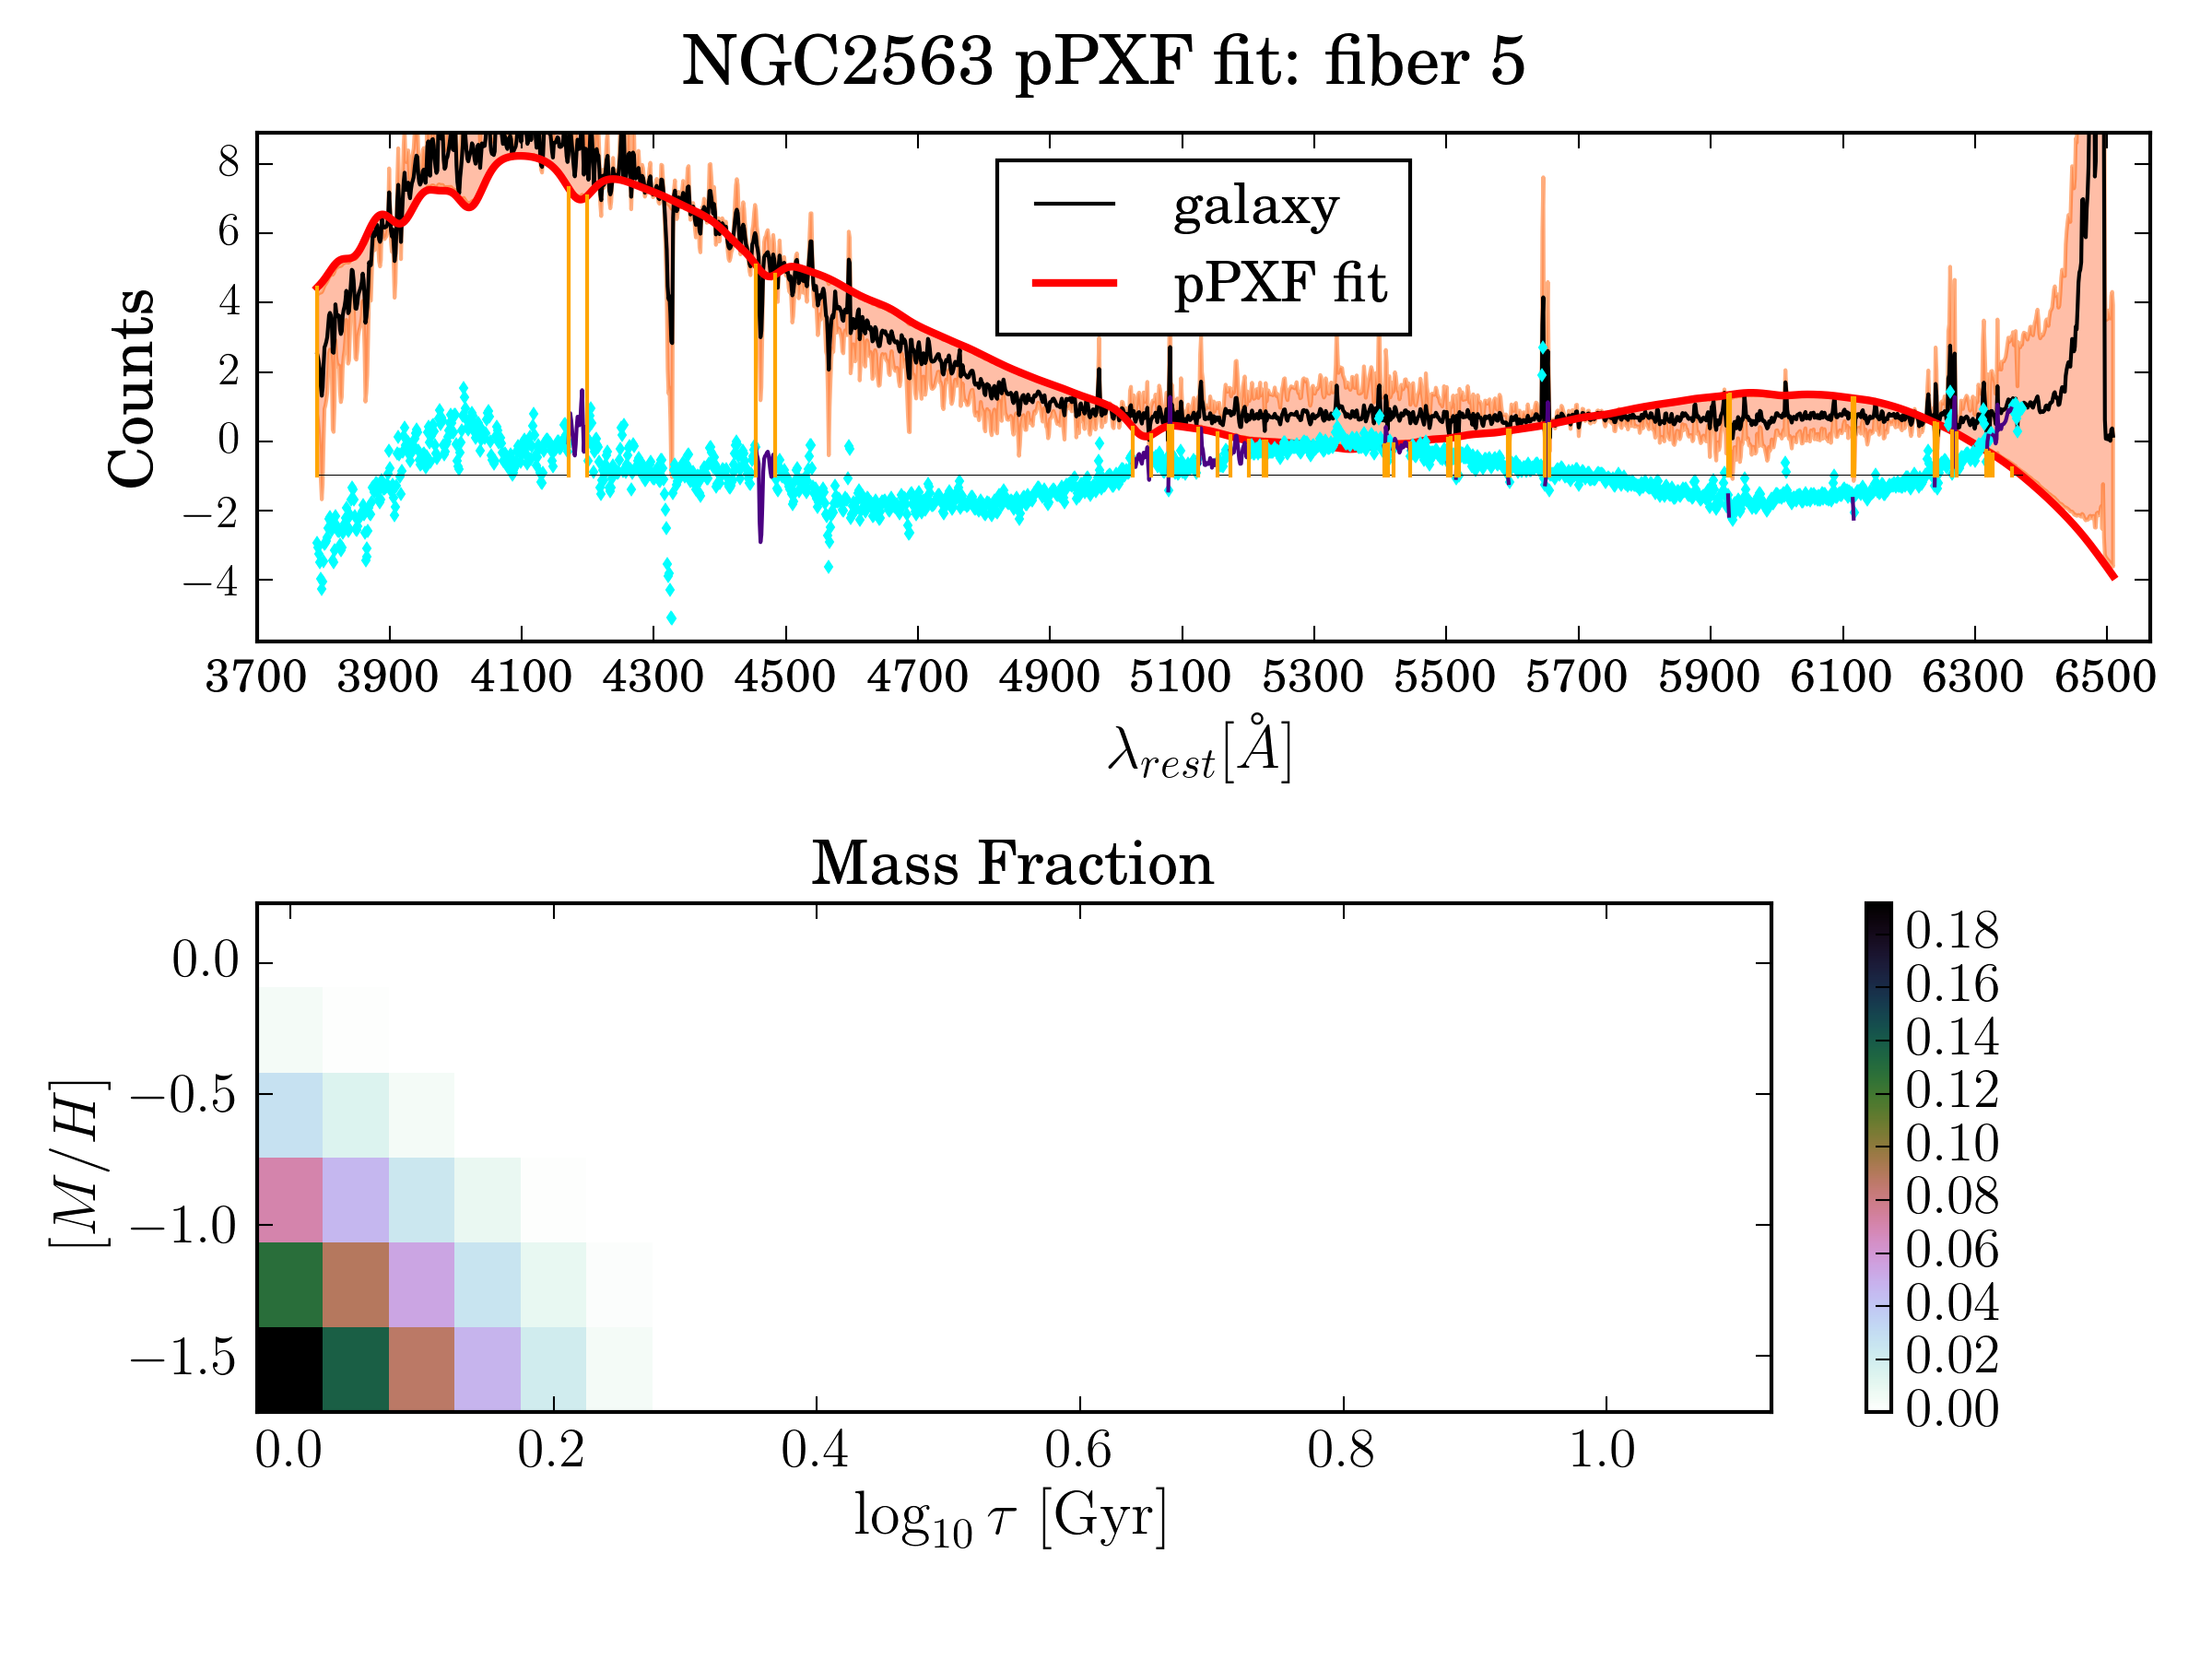 NGC2563 pPXF fit: fiber 5
8
6
4
2
0
−2
−4
Counts
galaxy
pPXF fit
3700 3900 4100 4300 4500 4700 4900 5100 5300 5500 5700 5900 6100 6300 6500
λrest[Å]
Mass Fraction
0.0
−0.5
−1.0
−1.5
[M/H]
0.0 0.2 0.4 0.6 0.8 1.0
log10 τ [Gyr]
0.18
0.16
0.14
0.12
0.10
0.08
0.06
0.04
0.02
0.00